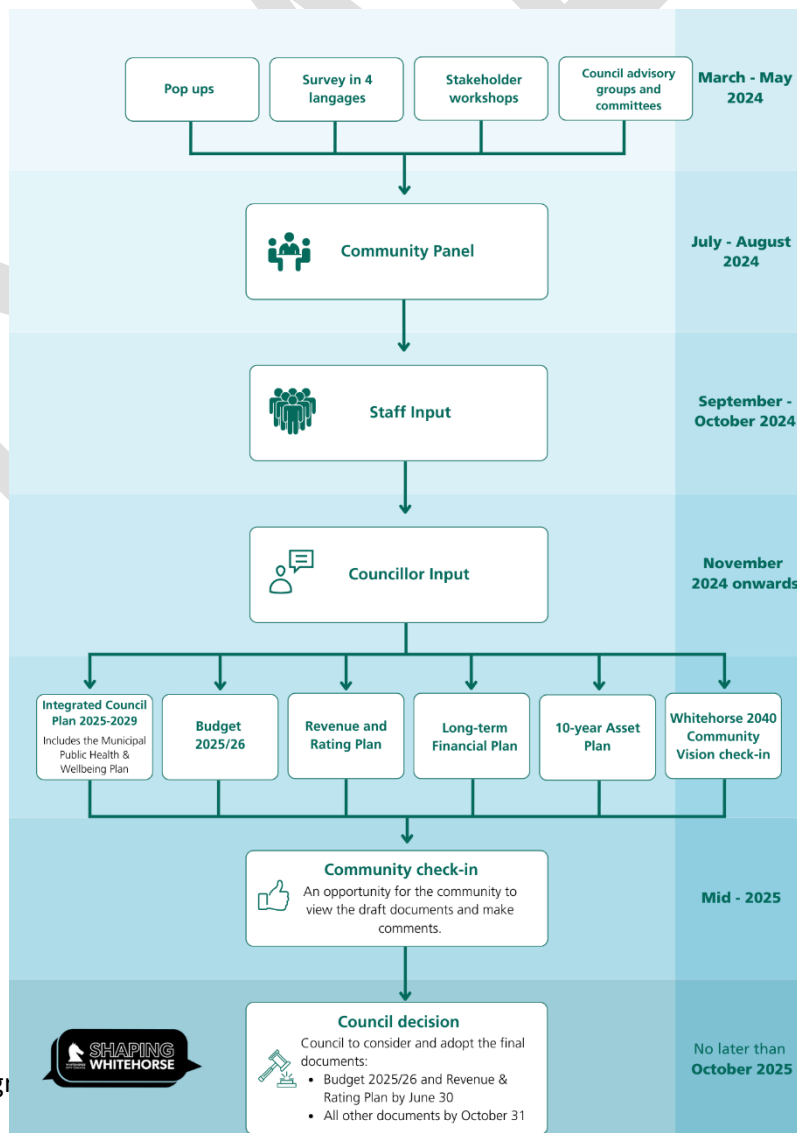 Pop ups
Survey in 4
langages
Stakeholder
workshops
Council advisory
groups and
committees
March - May
2024
Community Panel
July - August
2024
Staff Input
September -
October 2024
Councillor Input
November
2024 onwards
Integrated Council
Plan 2025-2029
Includes the Municipal
Public Health &
Wellbeing Plan
Budget
2025/26
Revenue and
Rating Plan
Long-term
Financial Plan
10-year Asset
Plan
Whitehorse 2040
Community
Vision check-in
Community check-in
An opportunity for the community to
view the draft documents and make
comments.
Mid - 2025
SHAPING
WHITEHORSE
Council decision
Council to consider and adopt the final
documents:
• Budget 2025/26 and Revenue &
Rating Plan by June 30
• All other documents by October 31
No later than
October 2025